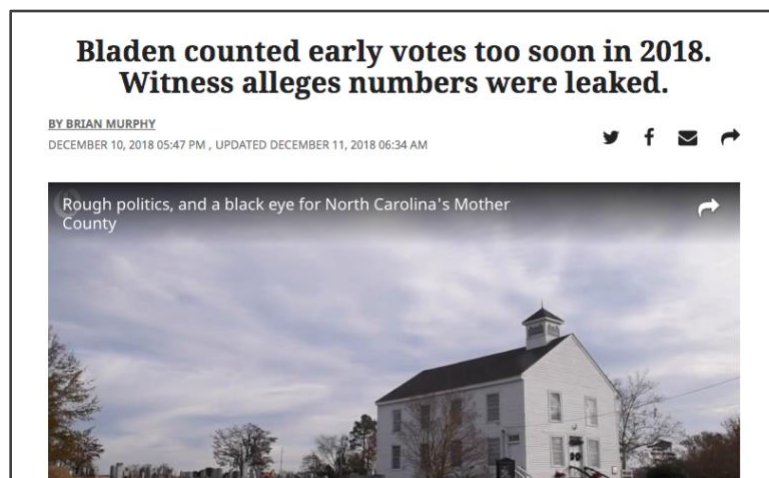 Bladen counted early votes too soon in 2018.
Witness alleges numbers were leaked.
BY BRIAN MURPHY
DECEMBER 10, 2018 05:47 PM , UPDATED DECEMBER 11, 2018 06:34 AM
Rough politics, and a black eye for North Carolina's Mother
County